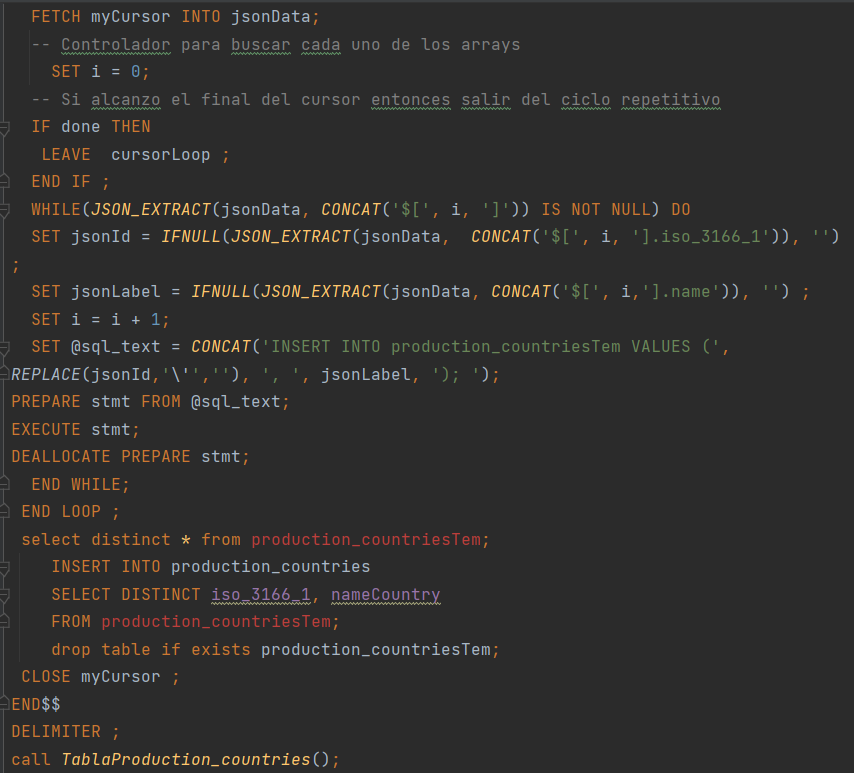 FETCH myCursor INTO jsonData;
-- Controlador para buscar cada uno de los arrays
SET i = 0;
-- Si alcanzo el final del cursor entonces salir del ciclo repetitivo
IF done THEN
LEAVE  cursorLoop ;
END IF ;
WHILE(JSON_EXTRACT(jsonData, CONCAT('$[', i, ']')) IS NOT NULL) DO
SET jsonId = IFNULL(JSON_EXTRACT(jsonData,  CONCAT('$[', i, '].iso_3166_1')), '')
;
SET jsonLabel = IFNULL(JSON_EXTRACT(jsonData, CONCAT('$[', i,'].name')), '') ;
SET i = i + 1;
SET @sql_text = CONCAT('INSERT INTO production_countriesTem VALUES (',
REPLACE(jsonId,'\'',''), ', ', jsonLabel, '); ');
PREPARE stmt FROM @sql_text;
EXECUTE stmt;
DEALLOCATE PREPARE stmt;
END WHILE;
END LOOP ;
select distinct * from production_countriesTem;
INSERT INTO production_countries
SELECT DISTINCT iso_3166_1, nameCountry
FROM production_countriesTem;
drop table if exists production_countriesTem;
CLOSE myCursor ;
END$$
DELIMITER ;
call TablaProduction_countries();